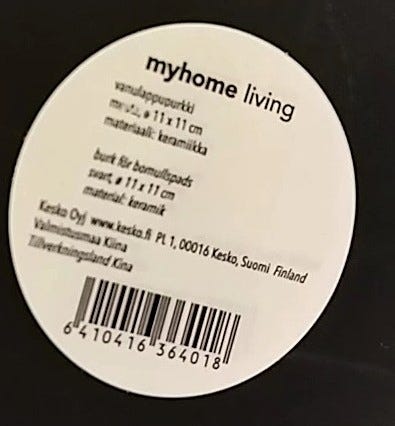 myhome living
vanulappupurkki
ø 11 x 11 cm
materiaali: keramiikka
burk för bomullspads
svart, ø 11 x 11 cm
material: keramik
Kesko Oyj www.kesko.fi PL 1, 00016 Kesko, Suomi Finland
Valmistusmaa Kiina
Tillverkningsland Kina
6 410416 364018